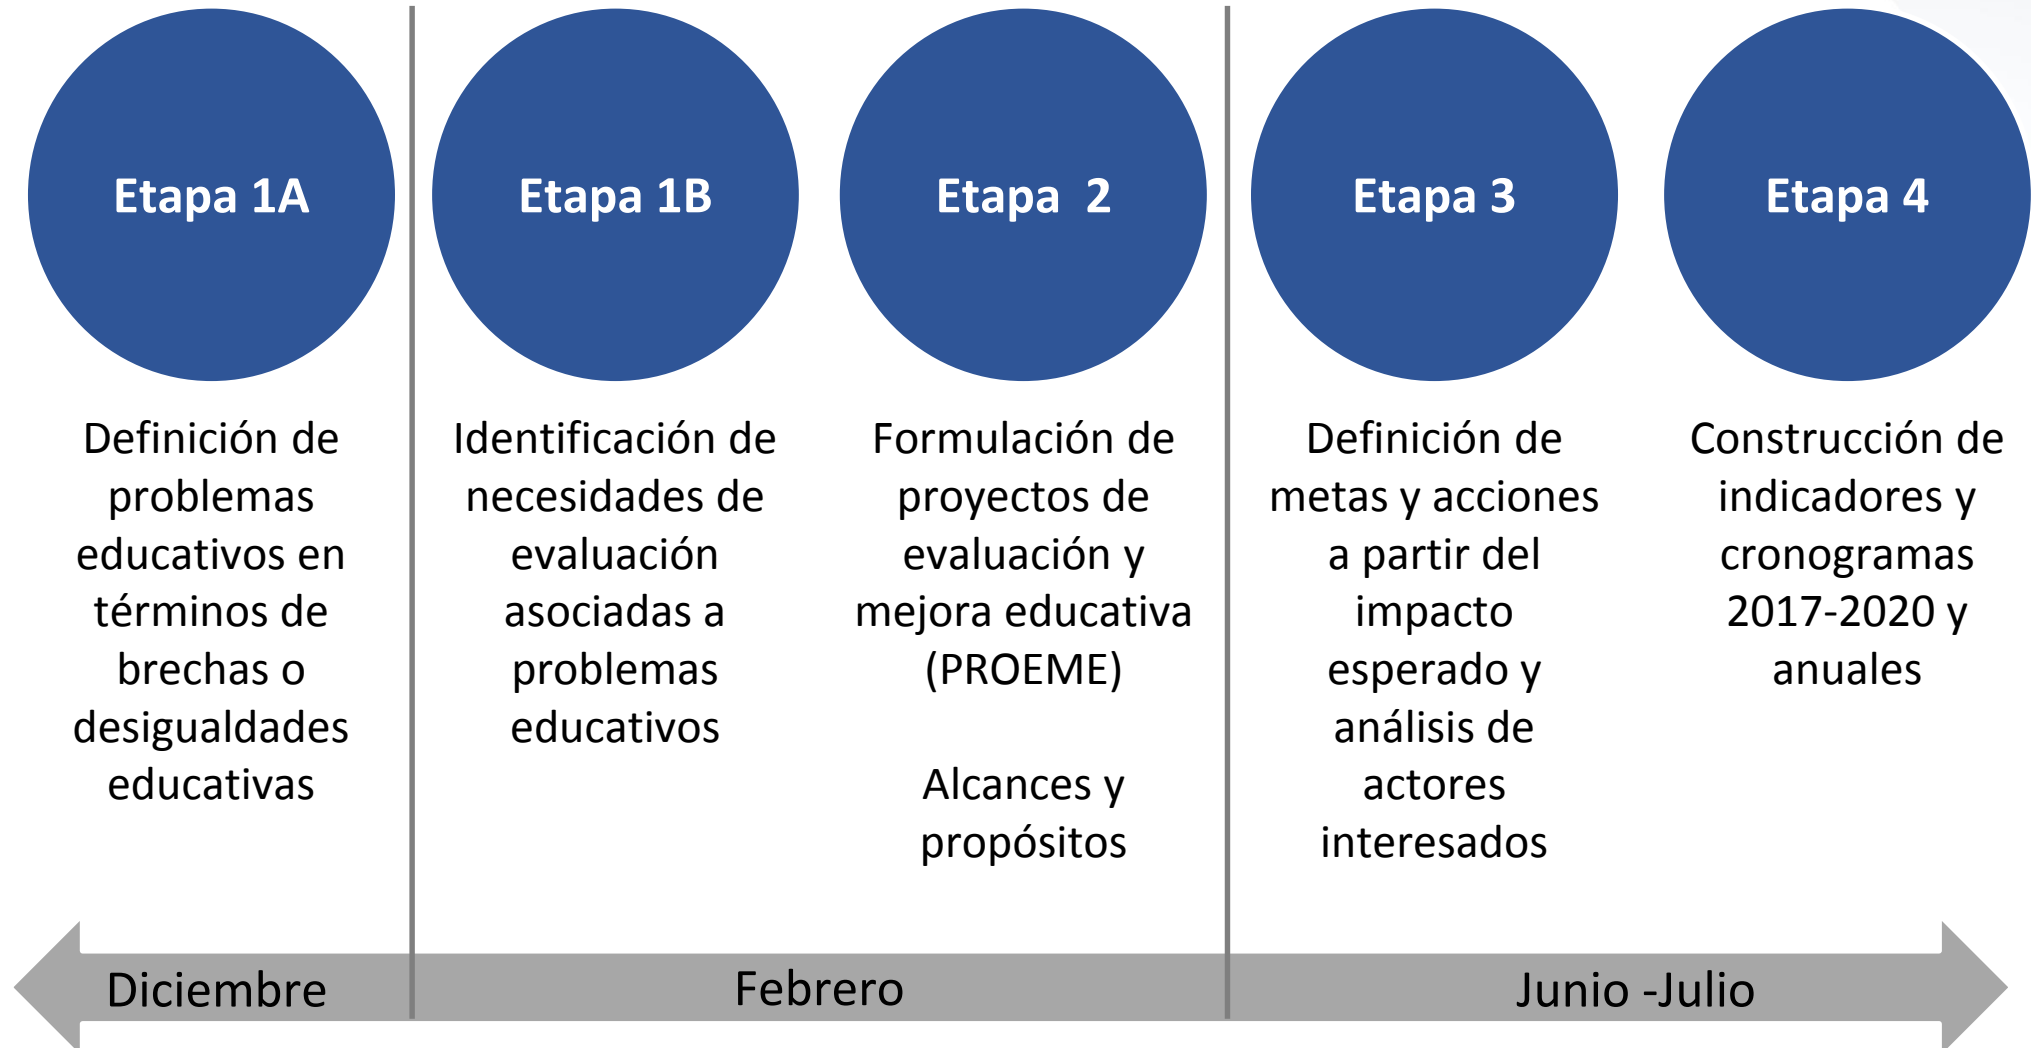 Etapa 1A
Definición de
problemas
educativos en
términos de
brechas o
desigualdades
educativas
Etapa 1B
Identificación de
necesidades de
evaluación
asociadas a
problemas
educativos
Etapa  2
Formulación de
proyectos de
evaluación y
mejora educativa
(PROEME)
Alcances y
propósitos
Etapa 3
Definición de
metas y acciones
a partir del
impacto
esperado y
análisis de
actores
interesados
Etapa 4
Construcción de
indicadores y
cronogramas
2017-2020 y
anuales
Diciembre
Febrero
Junio -Julio